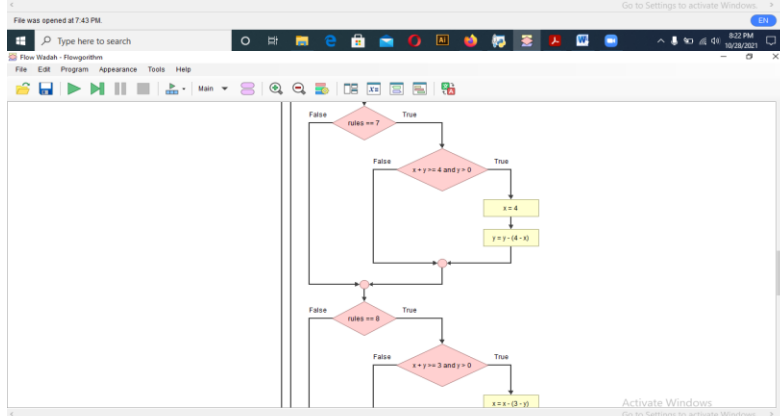 Go to Settings to activate Windows.
File was opened at 7:43 PM.
EN
Type here to search
8:22 PM
10/28/2021
Flow Wadah - Flowgorithm
File Edit Program Appearance Tools Help
Main
False
True
rules == 7
False
True
x + y >= 4 and y > 0
x = 4
y = y - (4 - x)
False
True
rules == 8
False
True
x + y >= 3 and y > 0
x = x - (3 - y)
Activate Windows
Go to Settings to activate Windows.